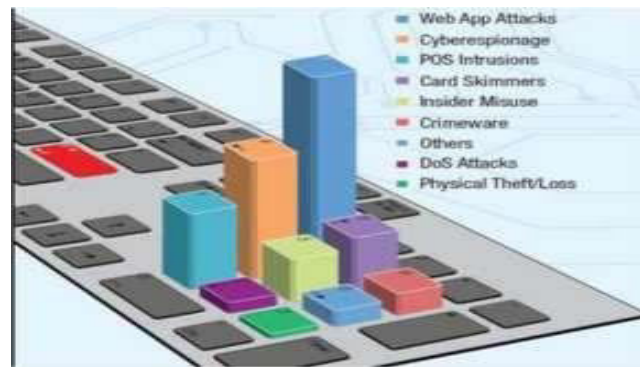 Web App Attacks
Cyberespionage
POS Intrusions
Card Skimmers
Insider Misuse
Crimeware
Others
DoS Attacks
Physical Theft/Loss